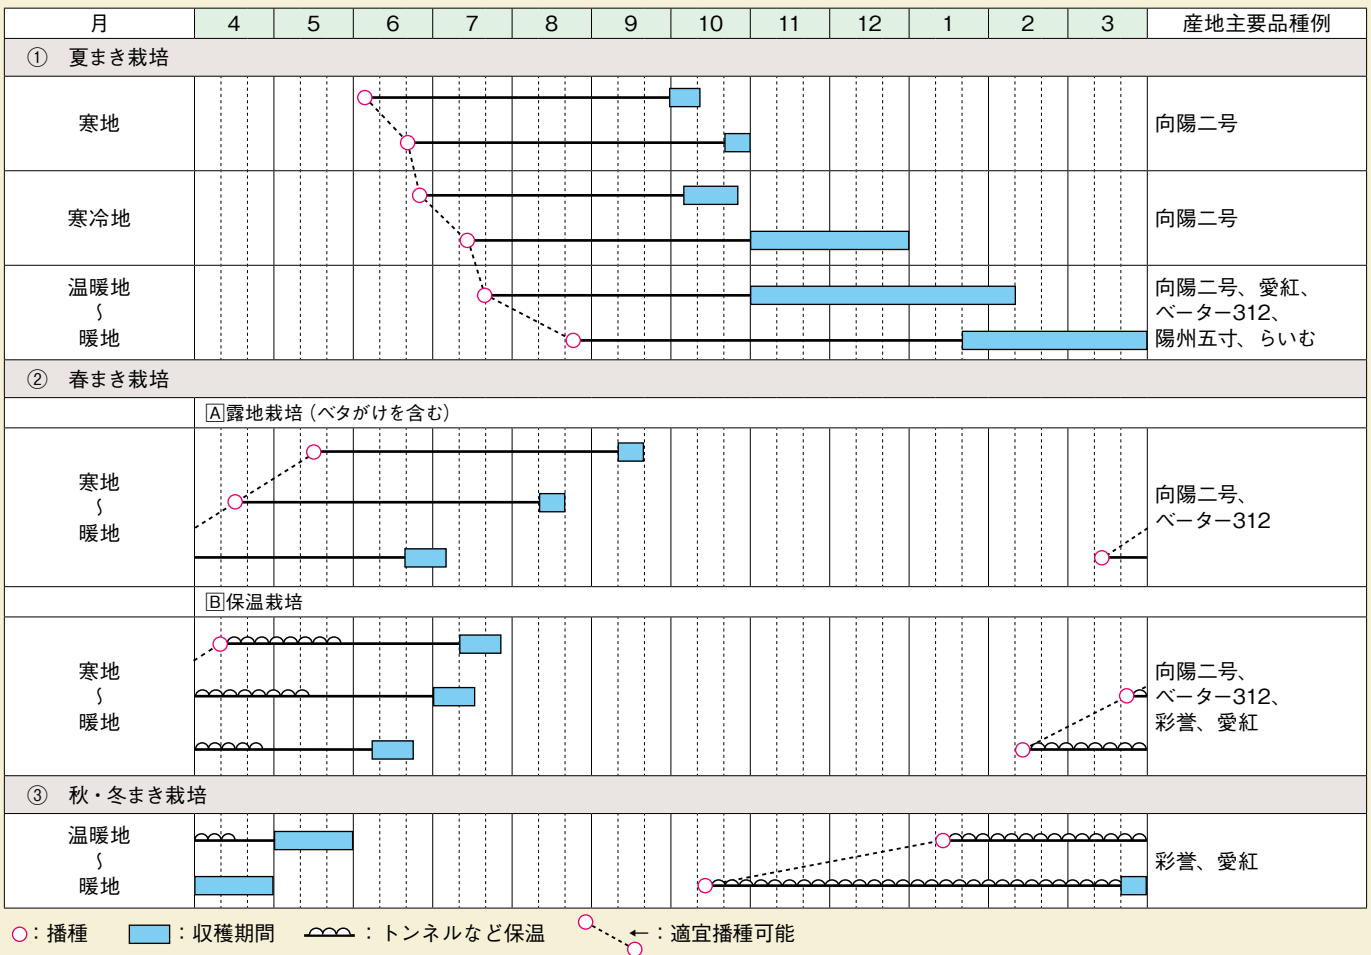 月 4 5 6 7 8 9 10 11 12 1 2 3 産地主要品種例
① 夏まき栽培
寒地 向陽二号
寒冷地 向陽二号
温暖地
〜
暖地
向陽二号、愛紅、
ベーター312、
陽州五寸、らいむ
② 春まき栽培
A露地栽培（ベタがけを含む）
寒地
〜
暖地
向陽二号、
ベーター312
B保温栽培
寒地
〜
暖地
向陽二号、
ベーター312、
彩誉、愛紅
③ 秋・冬まき栽培
温暖地
〜
暖地
彩誉、愛紅
：播種 ：収穫期間 ：トンネルなど保温 ←：適宜播種可能